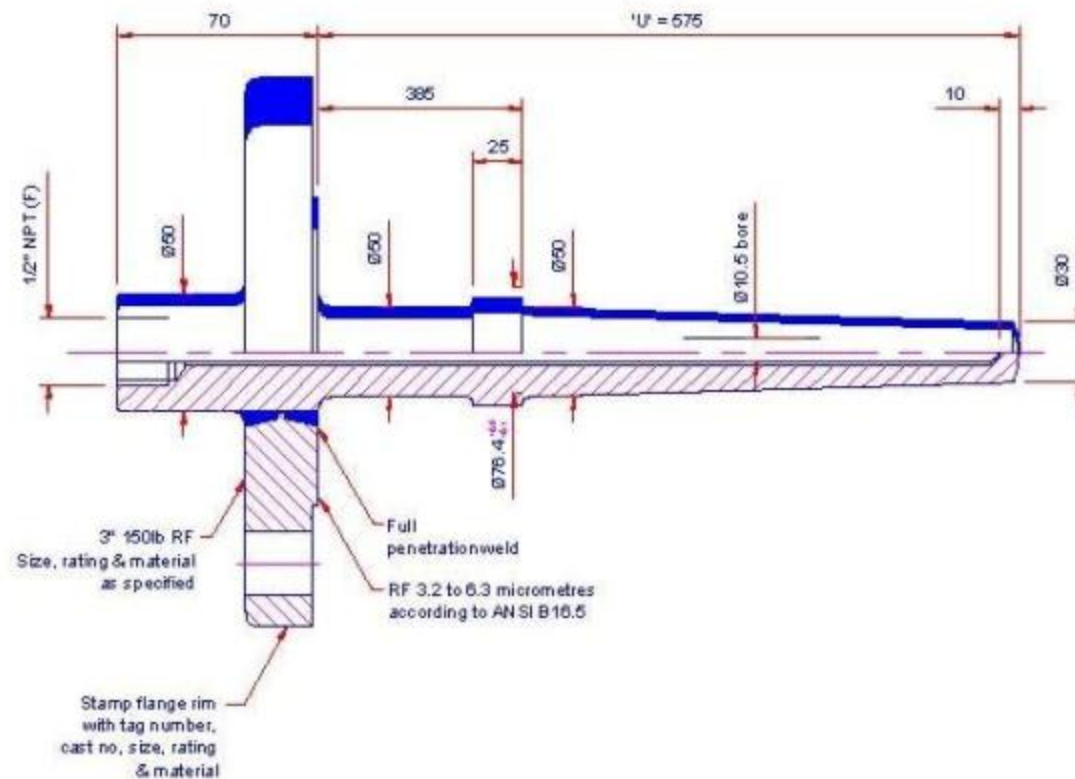 70
'U' = 575
385
10
25
1/2" NPT (F)
Ø50
Ø50
Ø50
Ø10.5 bore
Ø30
Ø76.4
3" 150lb RF
Size, rating & material
as specified
Full
penetrationweld
RF 3.2 to 6.3 micrometres
according to ANSI B16.5
Stamp flange rim
with tag number,
cast no, size, rating
& material